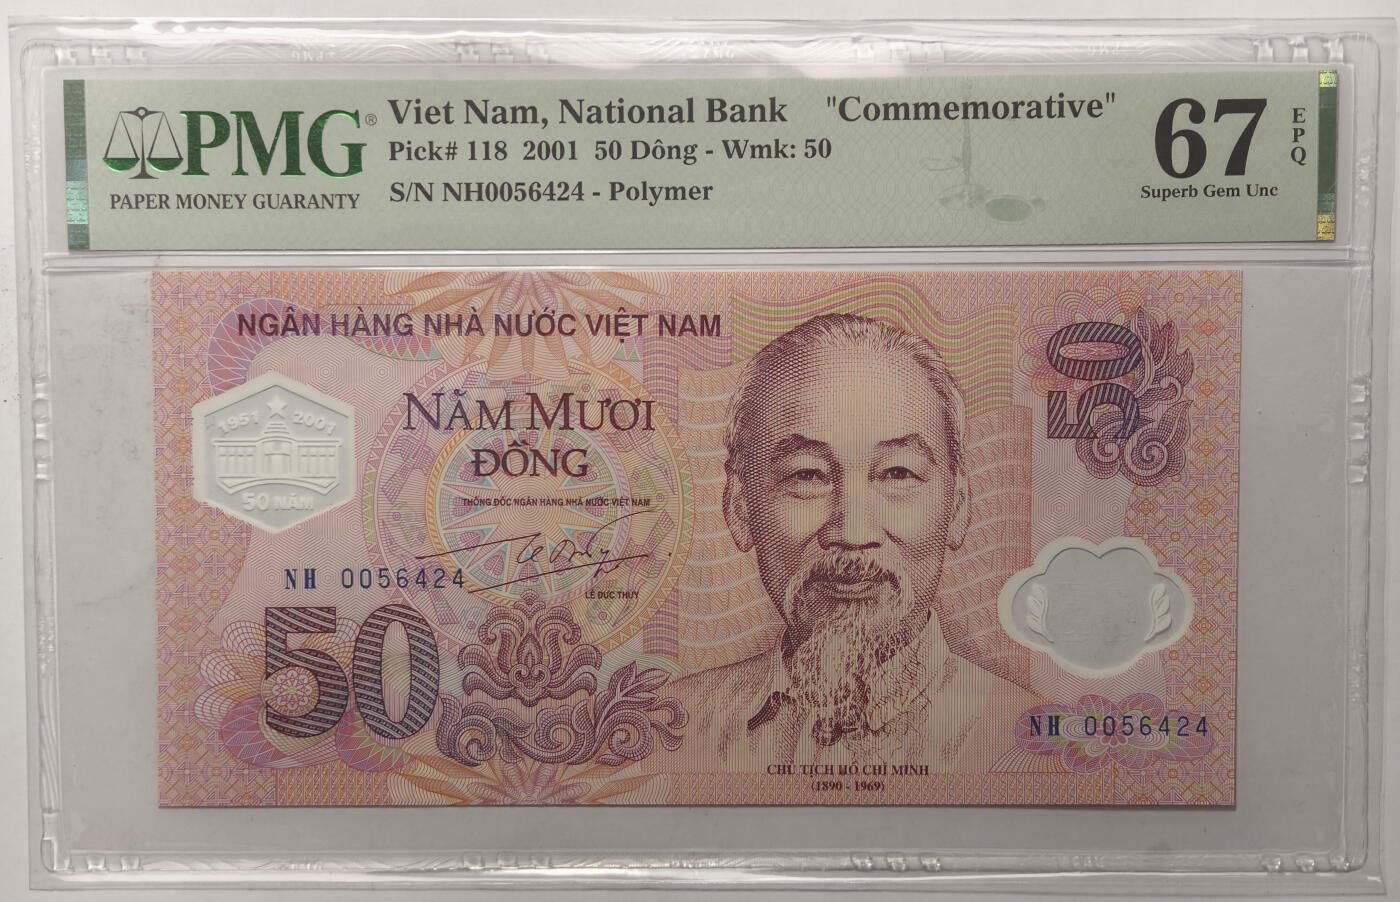 PMG®
PAPER MONEY GUARANTY
Viet Nam, National Bank "Commemorative"
Pick# 118 2001 50 Dông - Wmk: 50
S/N NH0056424 - Polymer
67
EPQ
Superb Gem Unc
NGÂN HÀNG NHÀ NƯỚC VIỆT NAM
50
1951 2001
50 NĂM
NĂM MƯƠI
ĐỒNG
THỐNG ĐỐC NGÂN HÀNG NHÀ NƯỚC VIỆT NAM
LÊ ĐỨC THÚY
NH 0056424
50
NH 0056424
CHỦ TỊCH HỒ CHÍ MINH
(1890 - 1969)